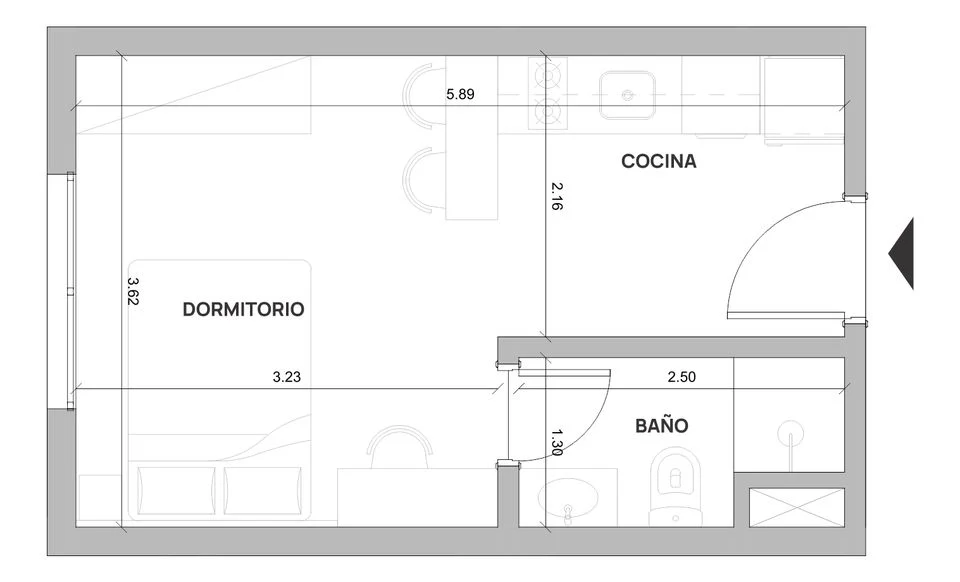 5.89
COCINA
2.16
3.62
DORMITORIO
3.23
2.50
BAÑO
1.30